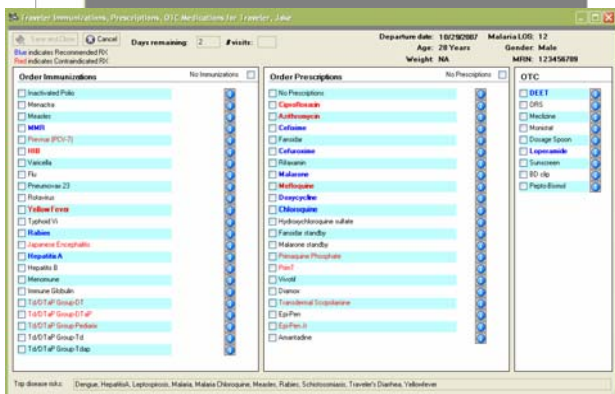 Traveler Immunizations, Prescriptions, OTC Medications for Traveler, Jake
Save and Close Cancel Days remaining: 2 # visits: Departure date: 10/29/2007 Malaria LOS: 12
Blue indicates Recommended RX Age: 28 Years Gender: Male
Red indicates Contraindicated RX Weight NA MRN: 123456789
Order Immunizations No Immunizations
Inactivated Polio
Menactra
Measles
MMR
Prevnar (PCV-7)
HIB
Varicella
Flu
Pneumovax 23
Rotavirus
Yellow Fever
Typhoid Vi
Rabies
Japanese Encephalitis
Hepatitis A
Hepatitis B
Menomune
Immune Globulin
Td/DTaP Group-DT
Td/DTaP Group-DTaP
Td/DTaP Group-Pediarix
Td/DTaP Group-Td
Td/DTaP Group-Tdap
Order Prescriptions No Prescriptions
No Prescriptions
Ciprofloxacin
Azithromycin
Cefixime
Fansidar
Cefuroxime
Rifaximin
Malarone
Mefloquine
Doxycycline
Chloroquine
Hydroxychloroquine sulfate
Fansidar standby
Malarone standby
Primaquine Phosphate
Vivotif
Diamox
Transdermal Scopolamine
Epi-Pen
Epi-Pen Jr
Amantadine
OTC
DEET
ORS
Meclizine
Monistat
Dosage Spoon
Loperamide
Sunscreen
BD clip
Pepto Bismol
Top disease risks: Dengue, HepatitisA, Leptospirosis, Malaria, Malaria Chloroquine, Measles, Rabies, Schistosomiasis, Traveler's Diarrhea, Yellowfever